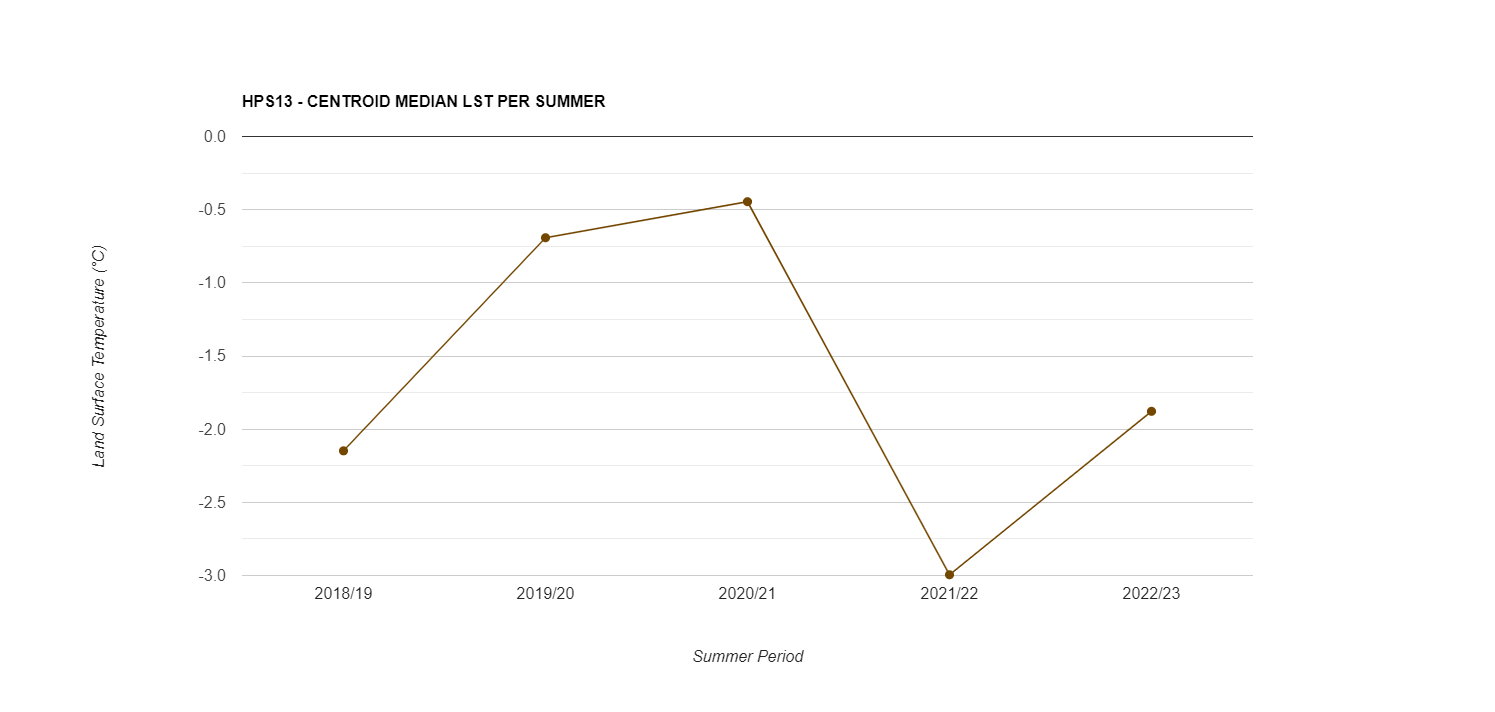 HPS13 - CENTROID MEDIAN LST PER SUMMER
0.0
-0.5
-1.0
-1.5
-2.0
-2.5
-3.0
Land Surface Temperature (°C)
2018/19 2019/20 2020/21 2021/22 2022/23
Summer Period